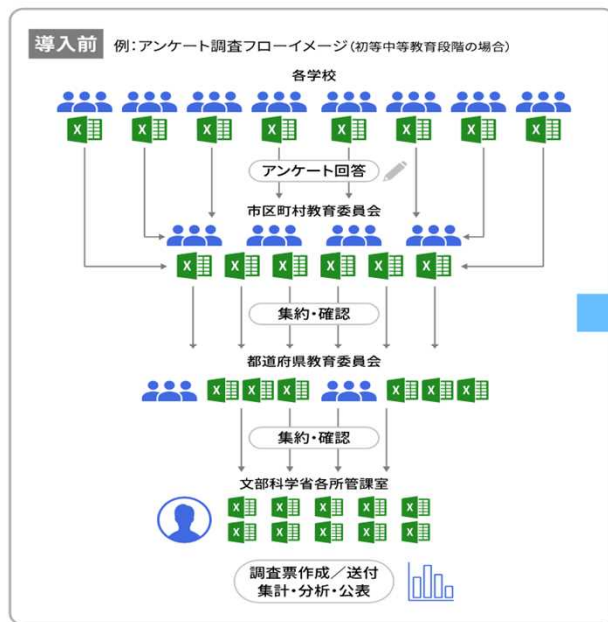 導入前 例：アンケート調査フローイメージ（初等中等教育段階の場合）
各学校
X X X X X X X X
アンケート回答
市区町村教育委員会
X X X X X X
集約・確認
都道府県教育委員会
X X X X X X
集約・確認
文部科学省各所管課室
X X X X X
X X X X X
調査票作成／送付
集計・分析・公表